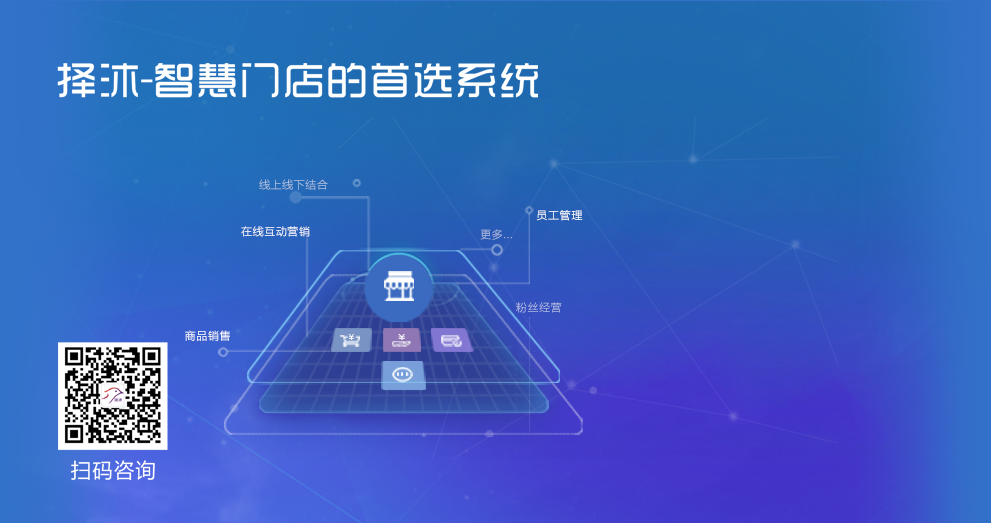 择沐-智慧门店的首选系统
线上线下结合
员工管理
在线互动营销
更多...
粉丝经营
商品销售
扫码咨询